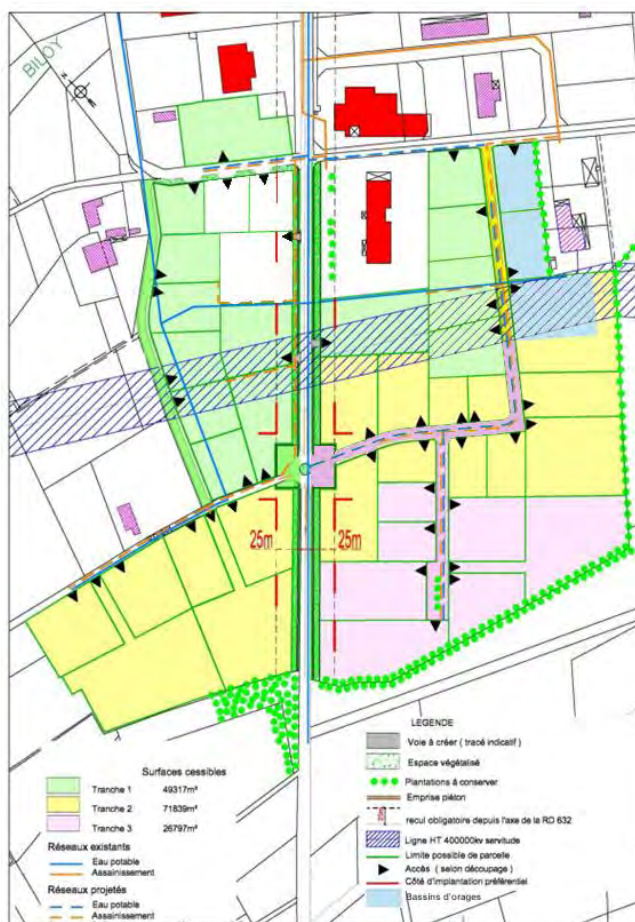 BILOY
N
25m
25m
Surfaces cessibles
Tranche 1 49317m²
Tranche 2 71839m²
Tranche 3 26797m²
Réseaux existants
Eau potable
Assainissement
Réseaux projetés
Eau potable
Assainissement
LEGENDE
Voie à créer ( tracé indicatif )
Espace végétalisé
Plantations à conserver
Emprise piéton
recul obligatoire depuis l'axe de la RD 632
Ligne HT 400000kv servitude
Limite possible de parcelle
Accès ( selon découpage )
Côté d'implantation préférentiel
Bassins d'orages